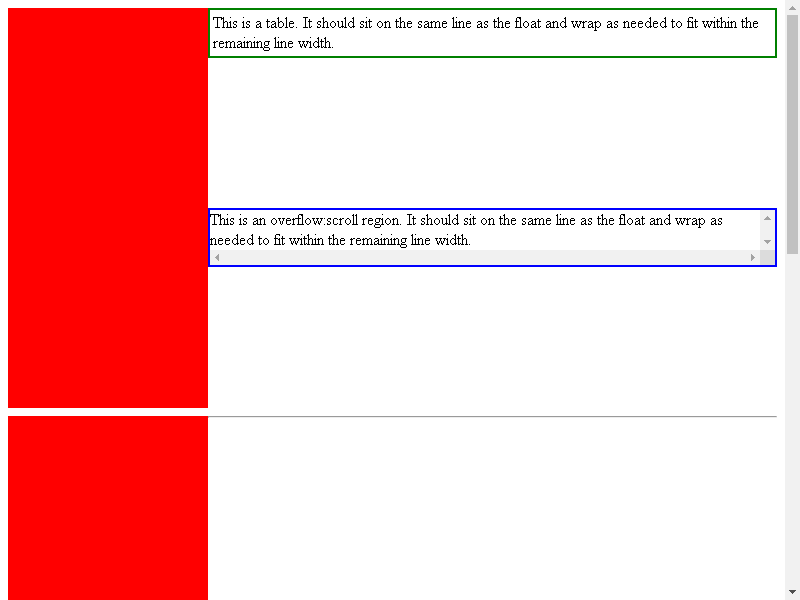 This is a table. It should sit on the same line as the float and wrap as needed to fit within the
remaining line width.
This is an overflow:scroll region. It should sit on the same line as the float and wrap as
needed to fit within the remaining line width.